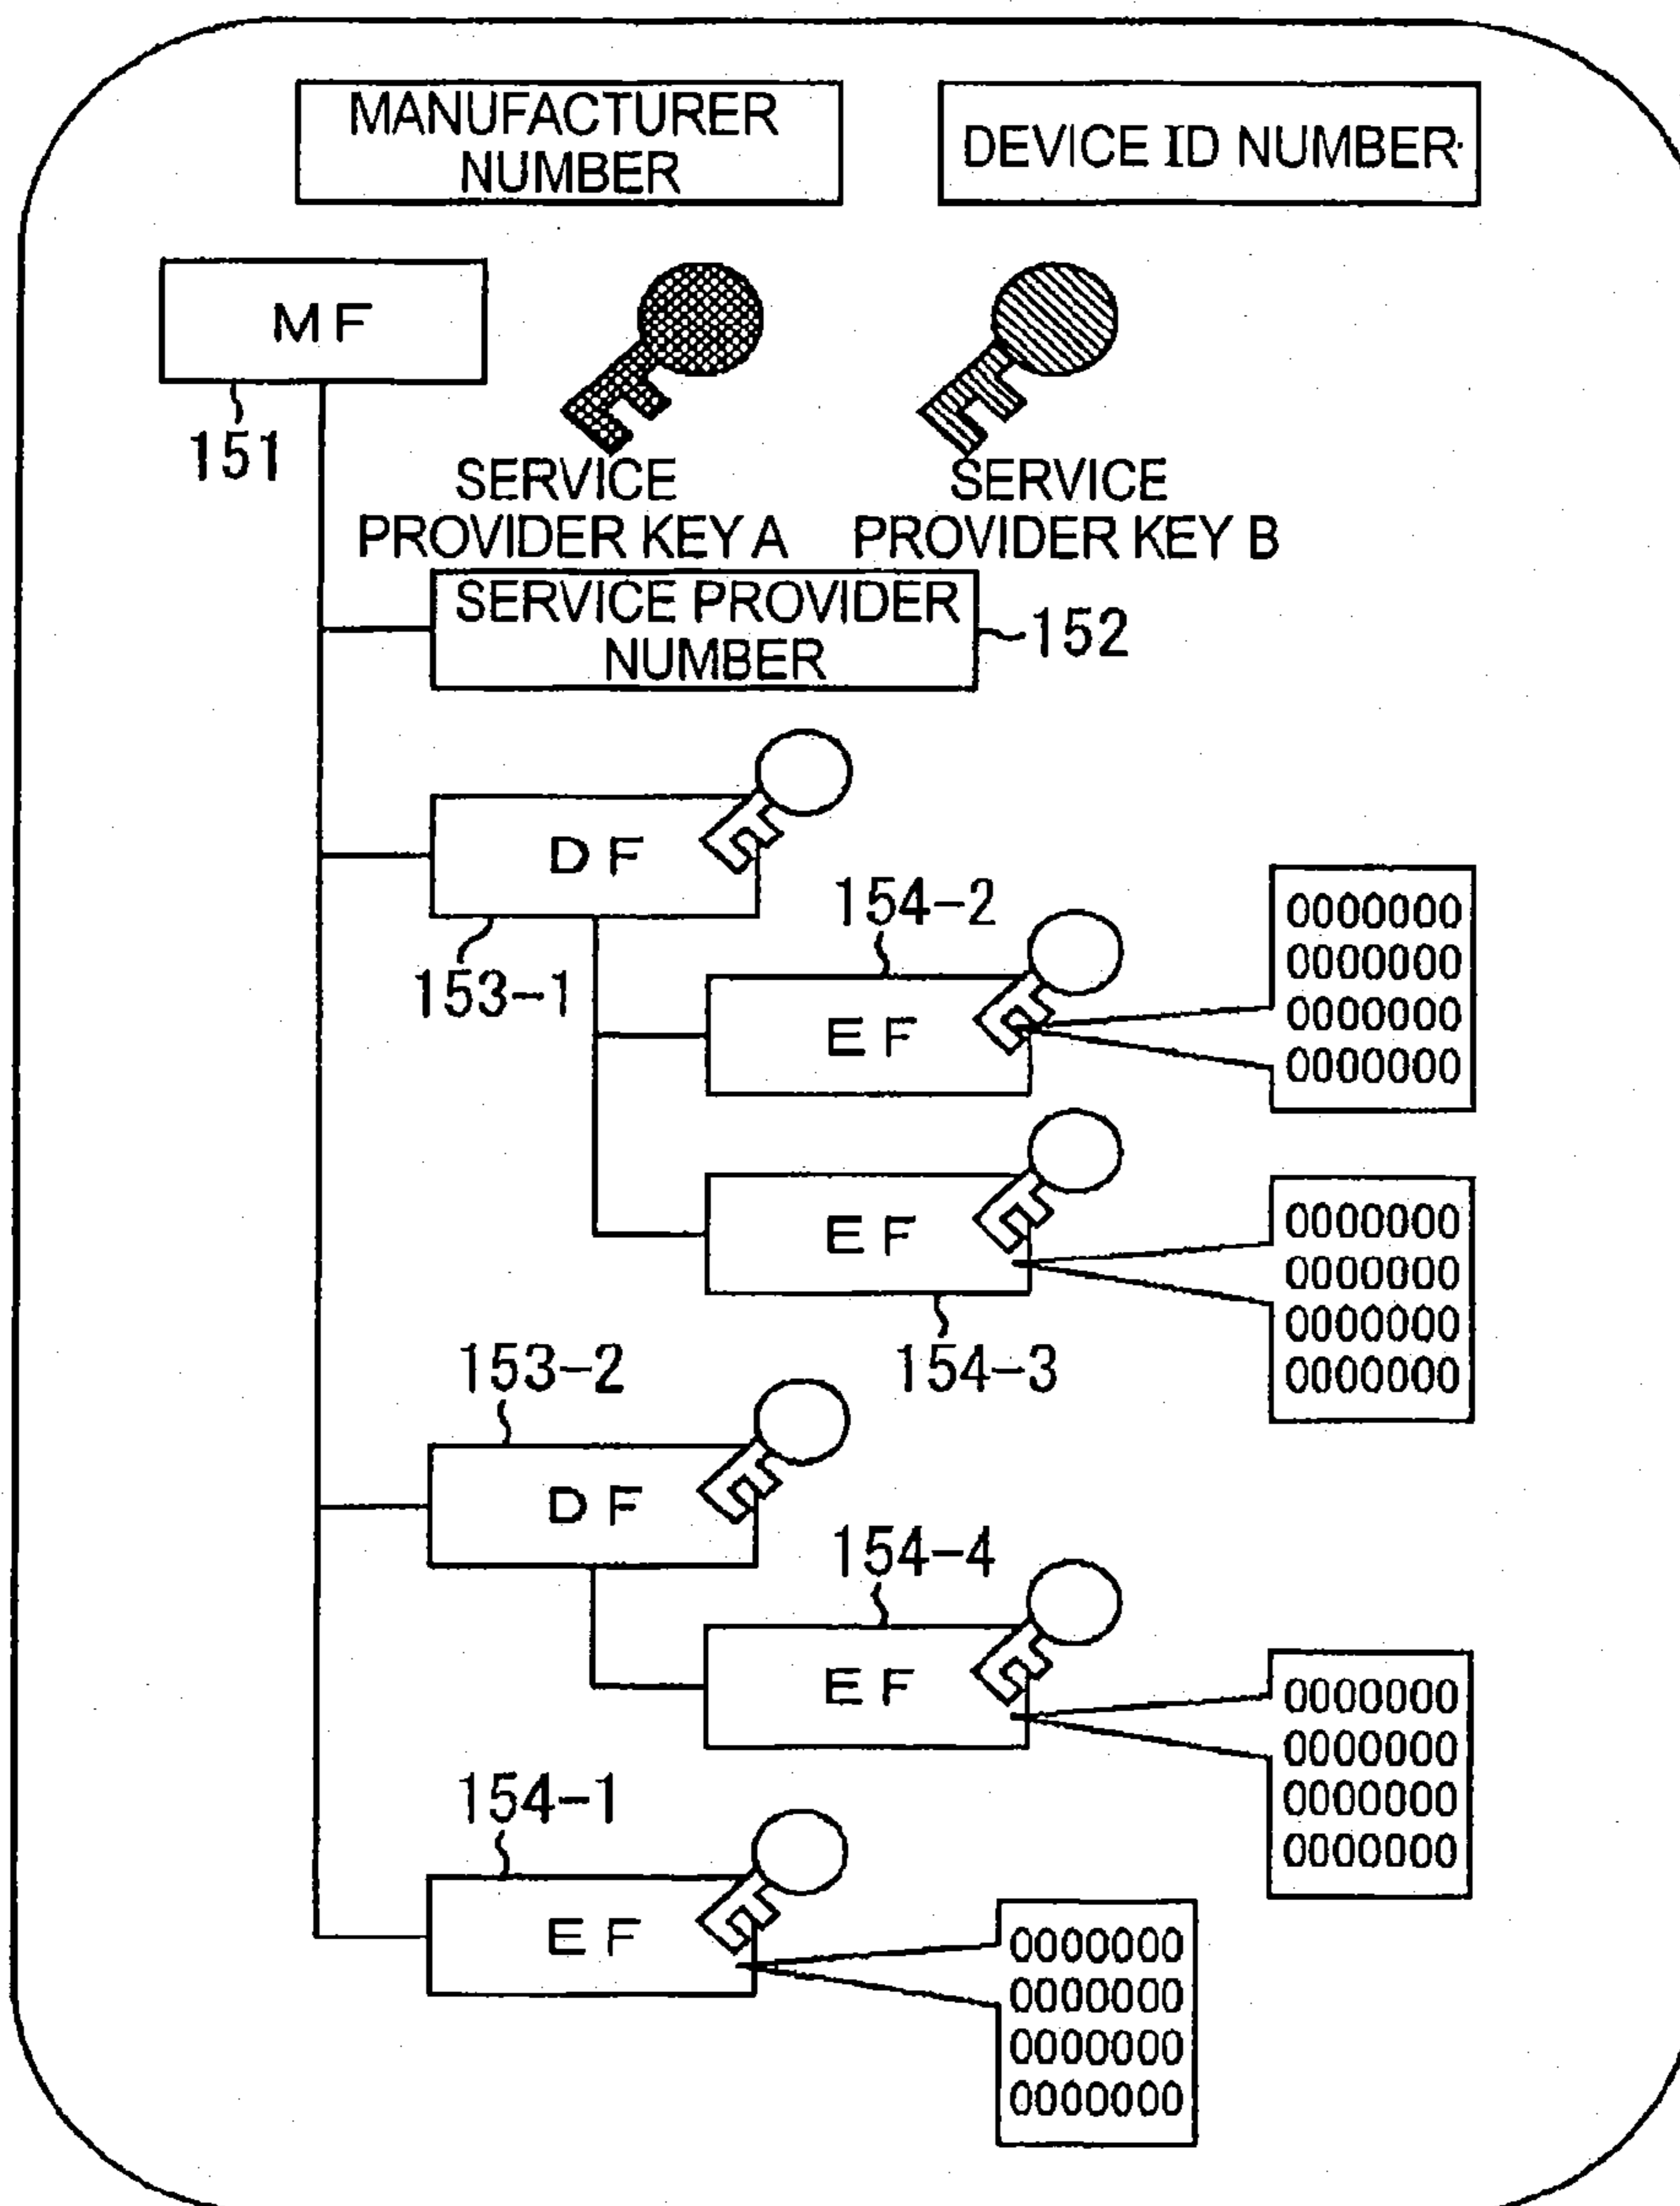 MANUFACTURER
NUMBER
DEVICE ID NUMBER
MF
151
SERVICE
PROVIDER KEY A
SERVICE
PROVIDER KEY B
SERVICE PROVIDER
NUMBER
152
DF
153-1
154-2
EF
0000000
0000000
0000000
0000000
EF
154-3
0000000
0000000
0000000
0000000
153-2
DF
154-4
EF
0000000
0000000
0000000
0000000
154-1
EF
0000000
0000000
0000000
0000000